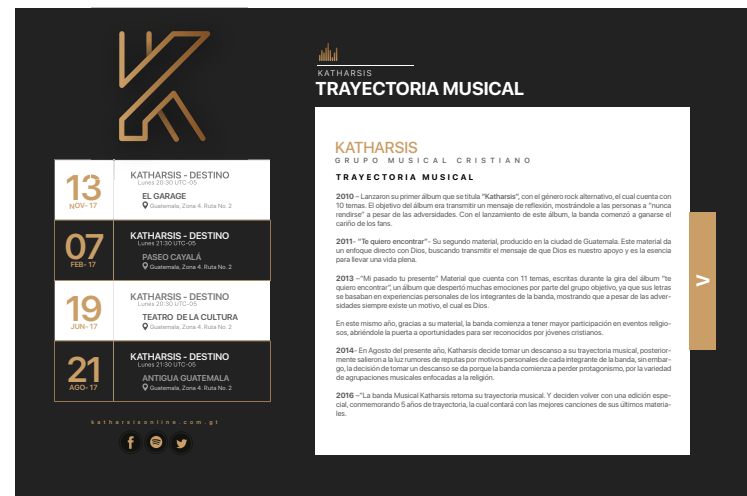 KATHARSIS
TRAYECTORIA MUSICAL
13
NOV- 17
KATHARSIS - DESTINO
Lunes 20:30 UTC-05
EL GARAGE
Guatemala, Zona 4. Ruta No. 2
07
FEB- 17
KATHARSIS - DESTINO
Lunes 21:30 UTC-05
PASEO CAYALÁ
Guatemala, Zona 4. Ruta No. 2
19
JUN- 17
KATHARSIS - DESTINO
Lunes 20:30 UTC-05
TEATRO DE LA CULTURA
Guatemala, Zona 4. Ruta No. 2
21
AGO- 17
KATHARSIS - DESTINO
Lunes 21:30 UTC-05
ANTIGUA GUATEMALA
Guatemala, Zona 4. Ruta No. 2
katharsisonline.com.gt
KATHARSIS
GRUPO MUSICAL CRISTIANO
TRAYECTORIA MUSICAL
2010 – Lanzaron su primer álbum que se titula "Katharsis", con el género rock alternativo, el cual cuenta con
10 temas. El objetivo del álbum era transmitir un mensaje de reflexión, mostrándole a las personas a "nunca
rendirse" a pesar de las adversidades. Con el lanzamiento de este álbum, la banda comenzó a ganarse el
cariño de los fans.
2011- "Te quiero encontrar"- Su segundo material, producido en la ciudad de Guatemala. Este material da
un enfoque directo con Dios, buscando transmitir el mensaje de que Dios es nuestro apoyo y es la esencia
para llevar una vida plena.
2013 –"Mi pasado tu presente" Material que cuenta con 11 temas, escritas durante la gira del álbum "te
quiero encontrar", un álbum que despertó muchas emociones por parte del grupo objetivo, ya que sus letras
se basaban en experiencias personales de los integrantes de la banda, mostrando que a pesar de las adver-
sidades siempre existe un motivo, el cual es Dios.
En este mismo año, gracias a su material, la banda comienza a tener mayor participación en eventos religio-
sos, abriéndole la puerta a oportunidades para ser reconocidos por jóvenes cristianos.
2014- En Agosto del presente año, Katharsis decide tomar un descanso a su trayectoria musical, posterior-
mente salieron a la luz rumores de reputas por motivos personales de cada integrante de la banda, sin embar-
go, la decisión de tomar un descanso se da porque la banda comienza a perder protagonismo, por la variedad
de agrupaciones musicales enfocadas a la religión.
2016 –"La banda Musical Katharsis retoma su trayectoria musical. Y deciden volver con una edición espe-
cial, conmemorando 5 años de trayectoria, la cual contará con las mejores canciones de sus últimos materia-
les.
>